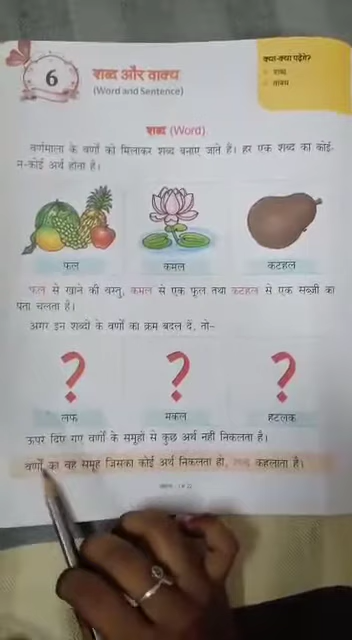 6
शब्द और वाक्य
(Word and Sentence)
क्या-क्या पढ़ेंगे?
शब्द
वाक्य
शब्द (Word)
वर्णमाला के वर्णों को मिलाकर शब्द बनाए जाते हैं। हर एक शब्द का कोई-
न-कोई अर्थ होता है।
फल
कमल
कटहल
फल से खाने की वस्तु, कमल से एक फूल तथा कटहल से एक सब्ज़ी का
पता चलता है।
अगर इन शब्दों के वर्णों का क्रम बदल दें, तो-
? ? ?
लफ
मकल
हटलक
ऊपर दिए गए वर्णों के समूहों से कुछ अर्थ नहीं निकलता है।
वर्णों का वह समूह जिसका कोई अर्थ निकलता हो, शब्द कहलाता है।